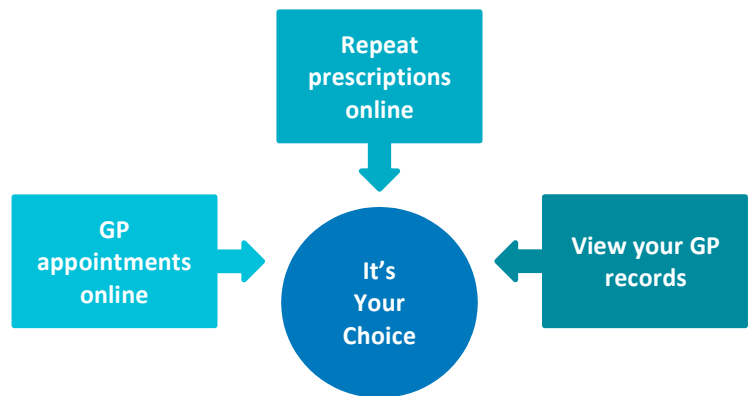 Repeat
prescriptions
online
GP
appointments
online
It’s
Your
Choice
View your GP
records